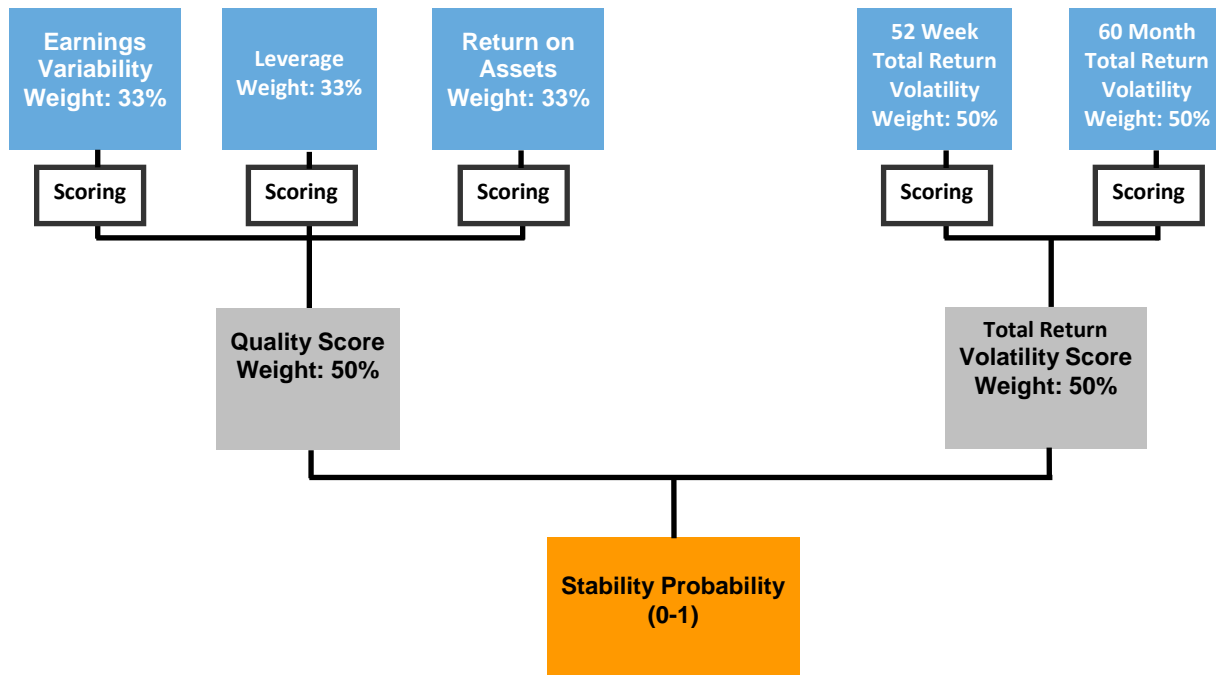 Earnings
Variability
Weight: 33%
Leverage
Weight: 33%
Return on
Assets
Weight: 33%
52 Week
Total Return
Volatility
Weight: 50%
60 Month
Total Return
Volatility
Weight: 50%
Scoring
Scoring
Scoring
Scoring
Scoring
Quality Score
Weight: 50%
Total Return
Volatility Score
Weight: 50%
Stability Probability
(0-1)